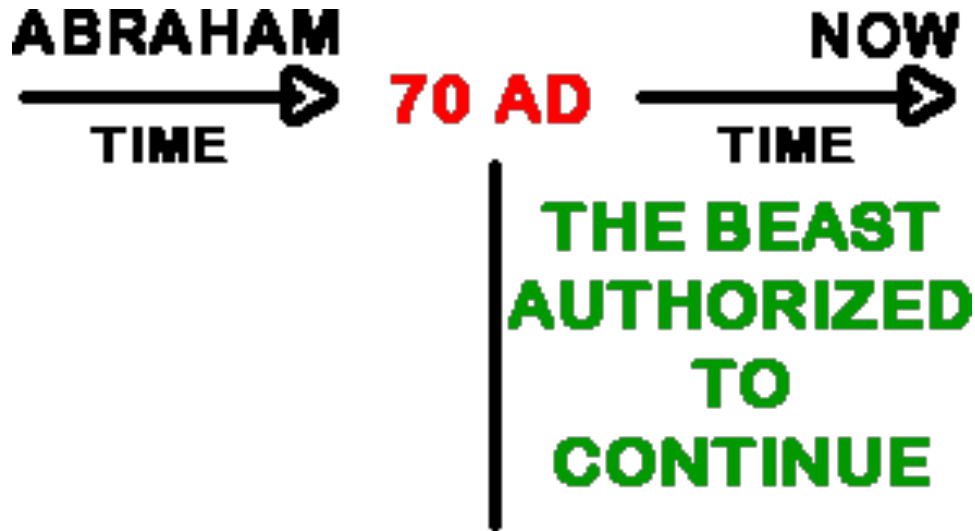 ABRAHAM
NOW
70 AD
TIME
TIME
THE BEAST
AUTHORIZED
TO
CONTINUE